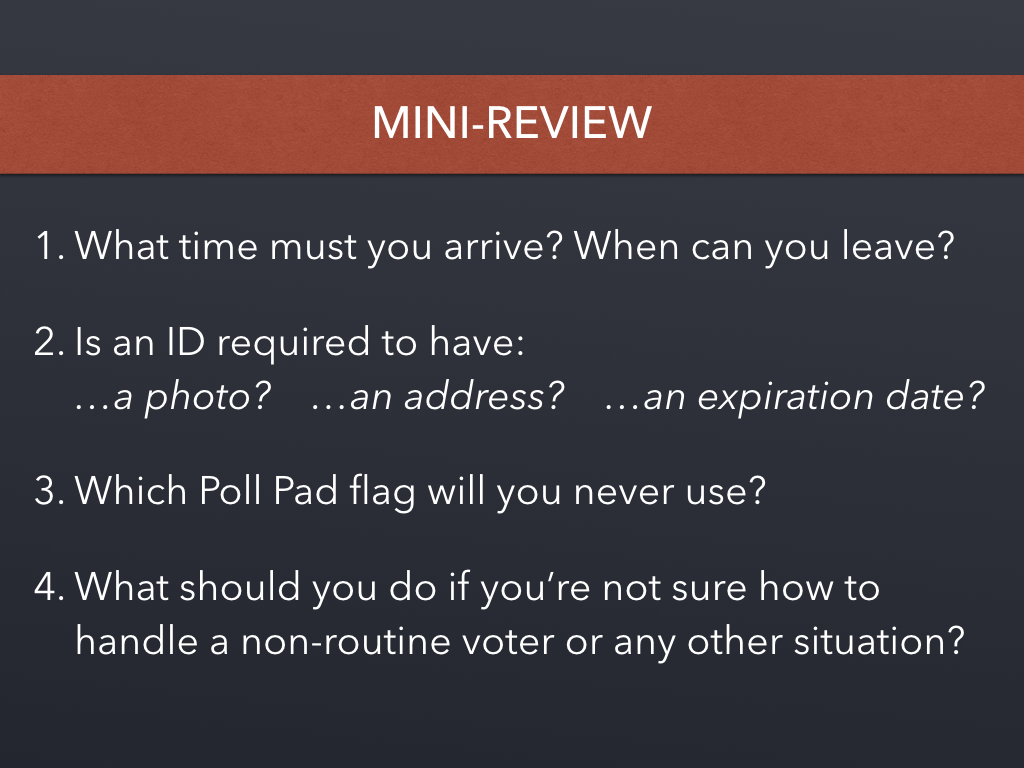 MINI-REVIEW
1. What time must you arrive? When can you leave?
2. Is an ID required to have:
…a photo? …an address? …an expiration date?
3. Which Poll Pad flag will you never use?
4. What should you do if you’re not sure how to
handle a non-routine voter or any other situation?